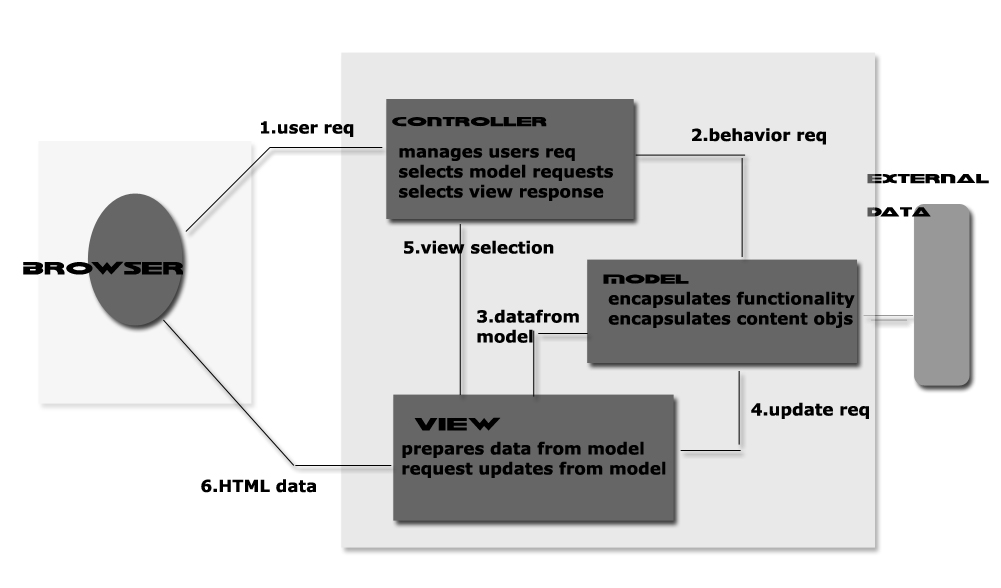 1.user req
CONTROLLER
manages users req
selects model requests
selects view response
2.behavior req
EXTERNAL
DATA
BROWSER
5.view selection
MODEL
encapsulates functionality
encapsulates content objs
3.datafrom
model
4.update req
VIEW
prepares data from model
request updates from model
6.HTML data